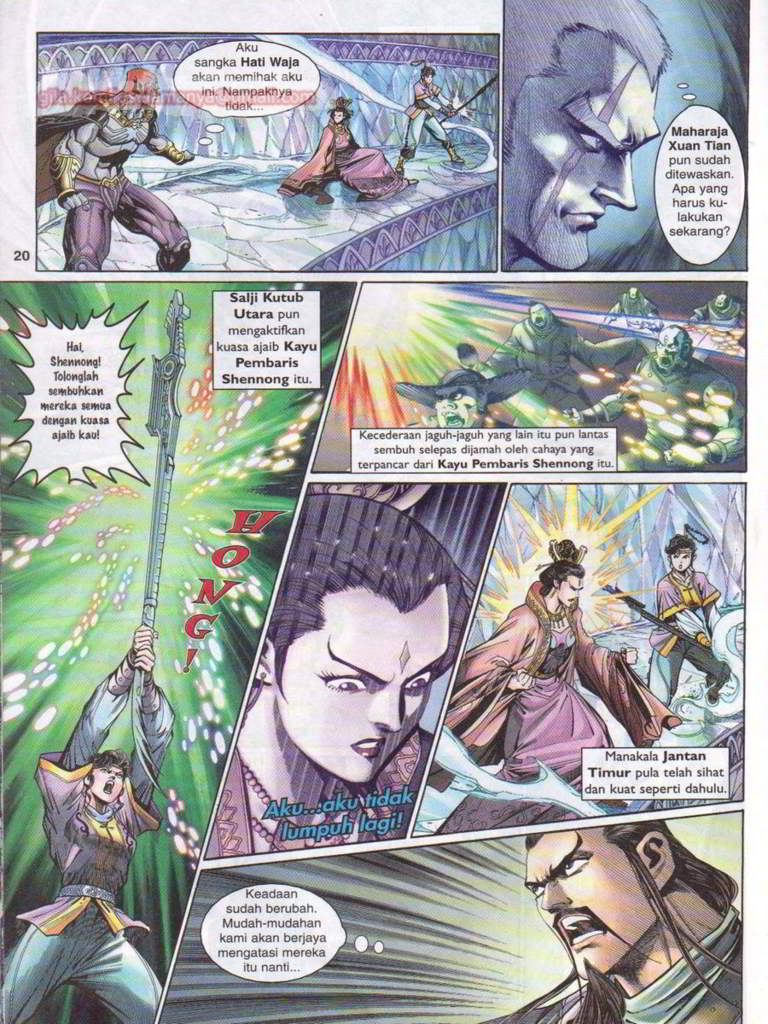 Aku
sangka Hati Waja
akan memihak aku
ini. Nampaknya
tidak...
Maharaja
Xuan Tian
pun sudah
ditewaskan.
Apa yang
harus ku-
lakukan
sekarang?
20
Hai,
Shennong!
Tolonglah
sembuhkan
mereka semua
dengan kuasa
ajaib kau!
Salji Kutub
Utara pun
mengaktifkan
kuasa ajaib Kayu
Pembaris
Shennong itu.
HONG!
Kecederaan jaguh-jaguh yang lain itu pun lantas
sembuh selepas dijamah oleh cahaya yang
terpancar dari Kayu Pembaris Shennong itu.
Aku...aku tidak
lumpuh lagi!
Manakala Jantan
Timur pula telah sihat
dan kuat seperti dahulu.
Keadaan
sudah berubah.
Mudah-mudahan
kami akan berjaya
mengatasi mereka
itu nanti...